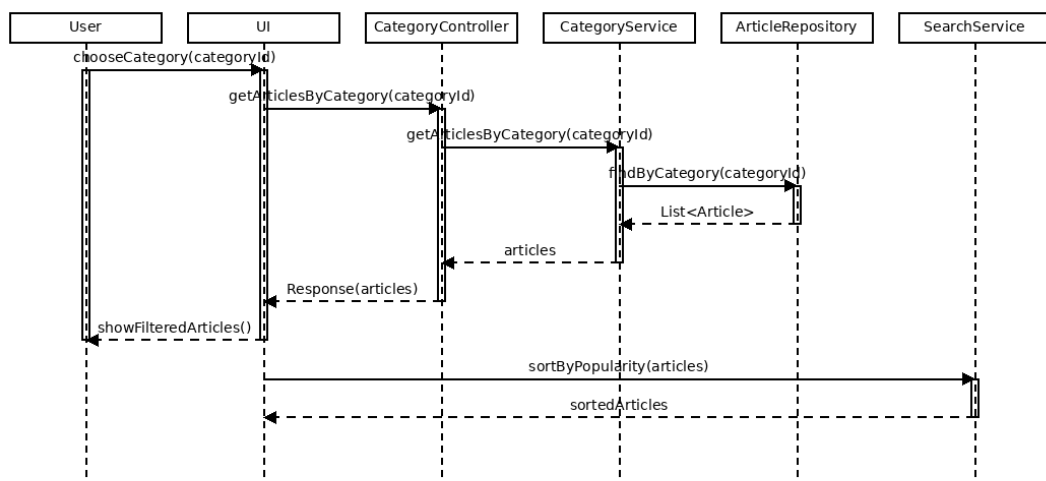 User
UI
CategoryController
CategoryService
ArticleRepository
SearchService
chooseCategory(categoryId)
getArticlesByCategory(categoryId)
getArticlesByCategory(categoryId)
findByCategory(categoryId)
List<Article>
articles
Response(articles)
showFilteredArticles()
sortByPopularity(articles)
sortedArticles